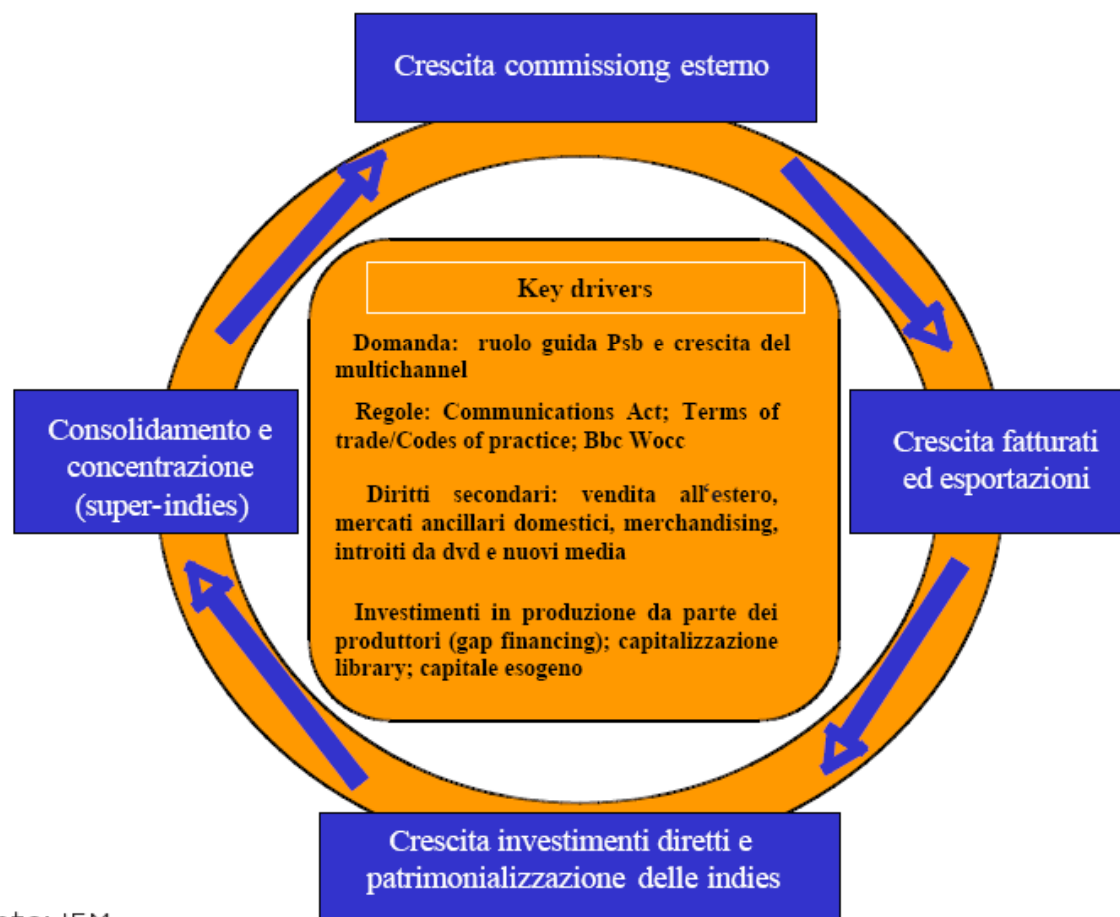 Crescita commissiong esterno
Key drivers
Domanda: ruolo guida Psb e crescita del
multichannel
Regole: Communications Act; Terms of
trade/Codes of practice; Bbc Wocc
Diritti secondari: vendita all'estero,
mercati ancillari domestici, merchandising,
introiti da dvd e nuovi media
Investimenti in produzione da parte dei
produttori (gap financing); capitalizzazione
library; capitale esogeno
Consolidamento e
concentrazione
(super-indies)
Crescita fatturati
ed esportazioni
Crescita investimenti diretti e
patrimonializzazione delle indies